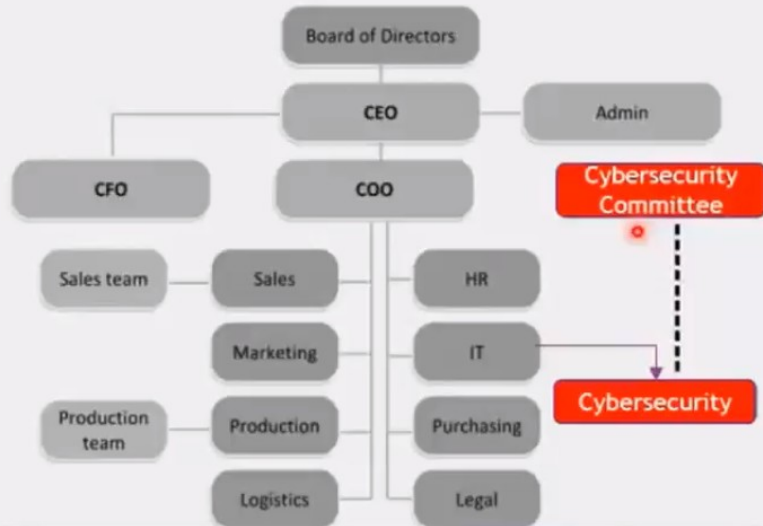 Board of Directors
CEO
Admin
CFO
COO
Cybersecurity
Committee
Sales team
Sales
HR
Marketing
IT
Cybersecurity
Production
team
Production
Purchasing
Logistics
Legal